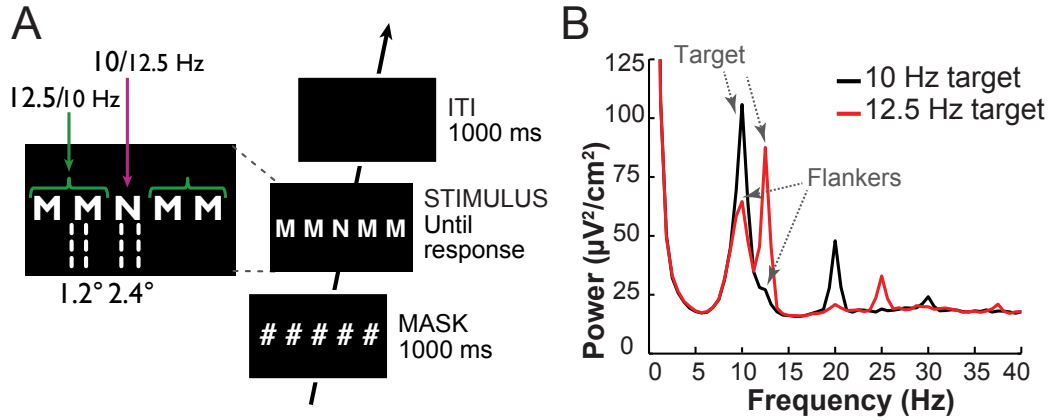 A
10/12.5 Hz
12.5/10 Hz
M M N M M
1.2° 2.4°
ITI
1000 ms
M M N M M
STIMULUS
Until
response
# # # # #
MASK
1000 ms
B
Target
10 Hz target
12.5 Hz target
Flankers
Power (µV²/cm²)
125
100
75
50
25
0
0 5 10 15 20 25 30 35 40
Frequency (Hz)